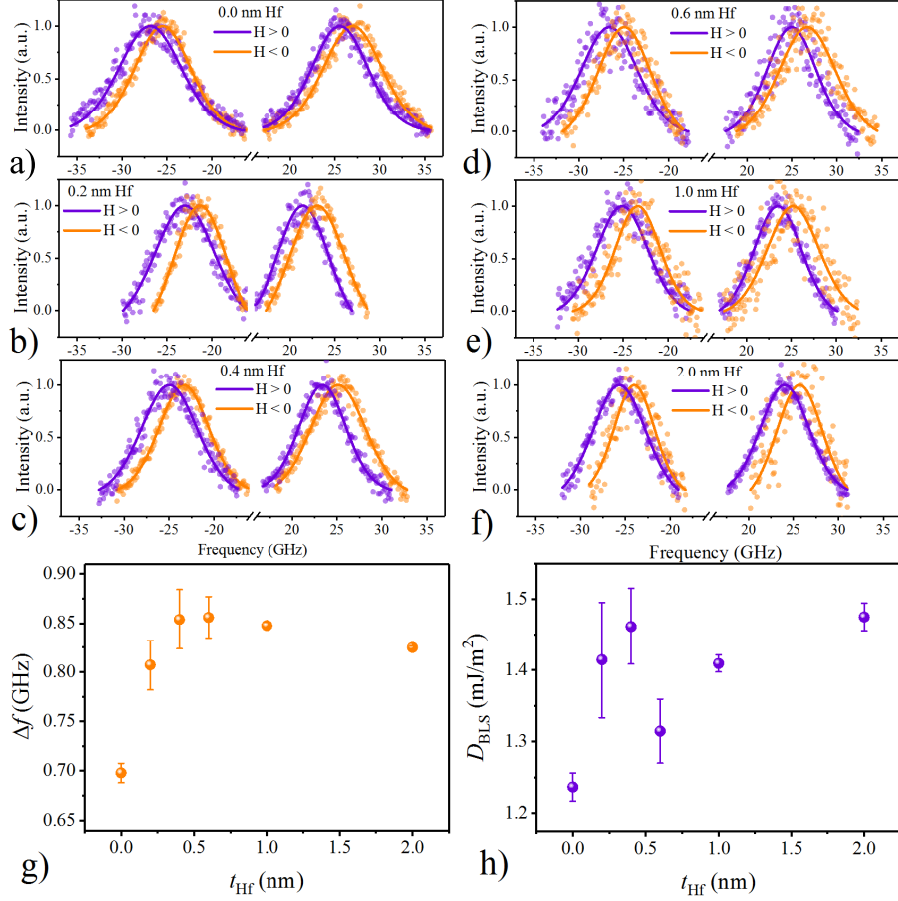 0.0 nm Hf
H > 0
H < 0
Intensity (a.u.)
1.0
0.5
0.0
-35
-30
-25
-20
20
25
30
35
a)
0.6 nm Hf
H > 0
H < 0
Intensity (a.u.)
1.0
0.5
0.0
-35
-30
-25
-20
20
25
30
35
d)
0.2 nm Hf
H > 0
H < 0
Intensity (a.u.)
1.0
0.5
0.0
-35
-30
-25
-20
20
25
30
35
b)
1.0 nm Hf
H > 0
H < 0
Intensity (a.u.)
1.0
0.5
0.0
-35
-30
-25
-20
20
25
30
35
e)
0.4 nm Hf
H > 0
H < 0
Intensity (a.u.)
1.0
0.5
0.0
-35
-30
-25
-20
20
25
30
35
Frequency (GHz)
c)
2.0 nm Hf
H > 0
H < 0
Intensity (a.u.)
1.0
0.5
0.0
-35
-30
-25
-20
20
25
30
35
Frequency (GHz)
f)
Δf (GHz)
0.90
0.85
0.80
0.75
0.70
0.65
0.0
0.5
1.0
1.5
2.0
t_Hf (nm)
g)
D_BLS (mJ/m²)
1.5
1.4
1.3
1.2
0.0
0.5
1.0
1.5
2.0
t_Hf (nm)
h)